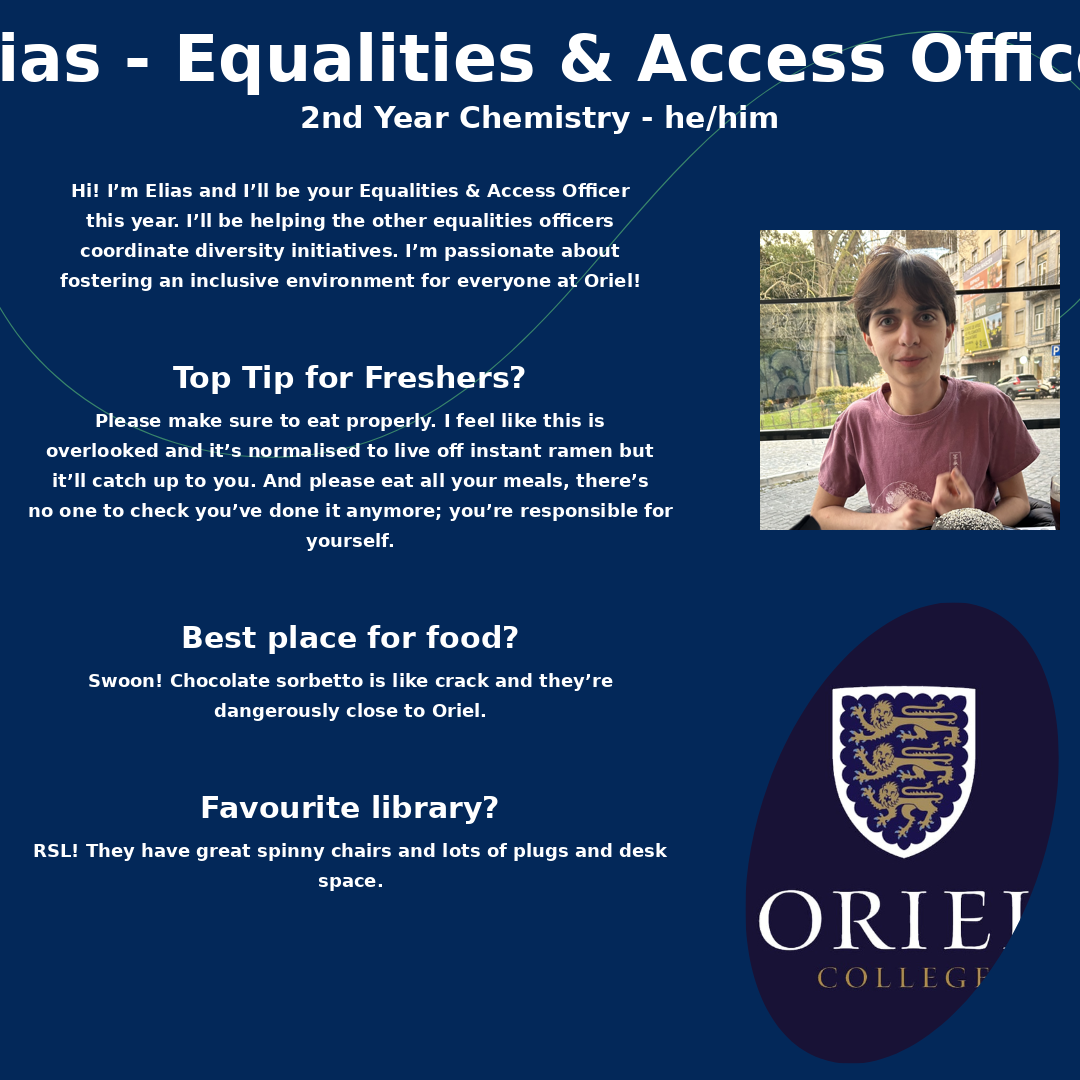 ias - Equalities & Access Offic
2nd Year Chemistry - he/him
Hi! I’m Elias and I’ll be your Equalities & Access Officer
this year. I’ll be helping the other equalities officers
coordinate diversity initiatives. I’m passionate about
fostering an inclusive environment for everyone at Oriel!
Top Tip for Freshers?
Please make sure to eat properly. I feel like this is
overlooked and it’s normalised to live off instant ramen but
it’ll catch up to you. And please eat all your meals, there’s
no one to check you’ve done it anymore; you’re responsible for
yourself.
Best place for food?
Swoon! Chocolate sorbetto is like crack and they’re
dangerously close to Oriel.
Favourite library?
RSL! They have great spinny chairs and lots of plugs and desk
space.
ORIEL
COLLEGE